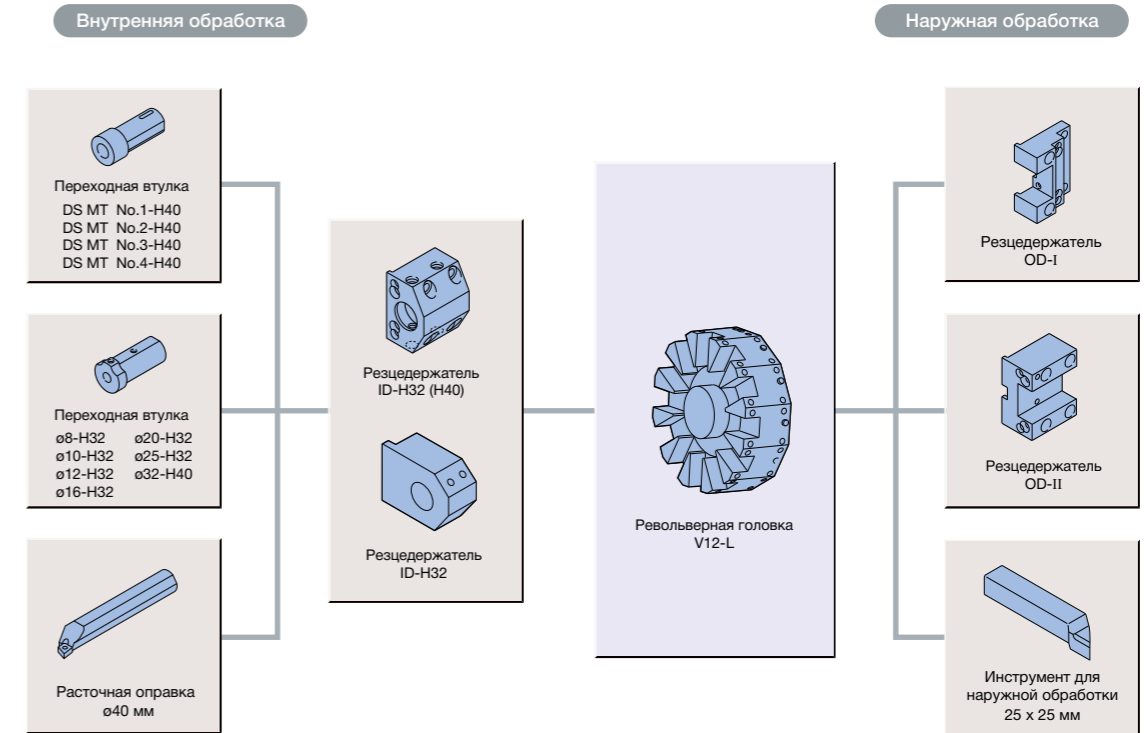 Внутренняя обработка
Наружная обработка
Переходная втулка
DS MT No.1-H40
DS MT No.2-H40
DS MT No.3-H40
DS MT No.4-H40
Переходная втулка
ø8-H32 ø20-H32
ø10-H32 ø25-H32
ø12-H32 ø32-H40
ø16-H32
Расточная оправка
ø40 мм
Резцедержатель
ID-H32 (H40)
Резцедержатель
ID-H32
Револьверная головка
V12-L
Резцедержатель
OD-I
Резцедержатель
OD-II
Инструмент для
наружной обработки
25 x 25 мм